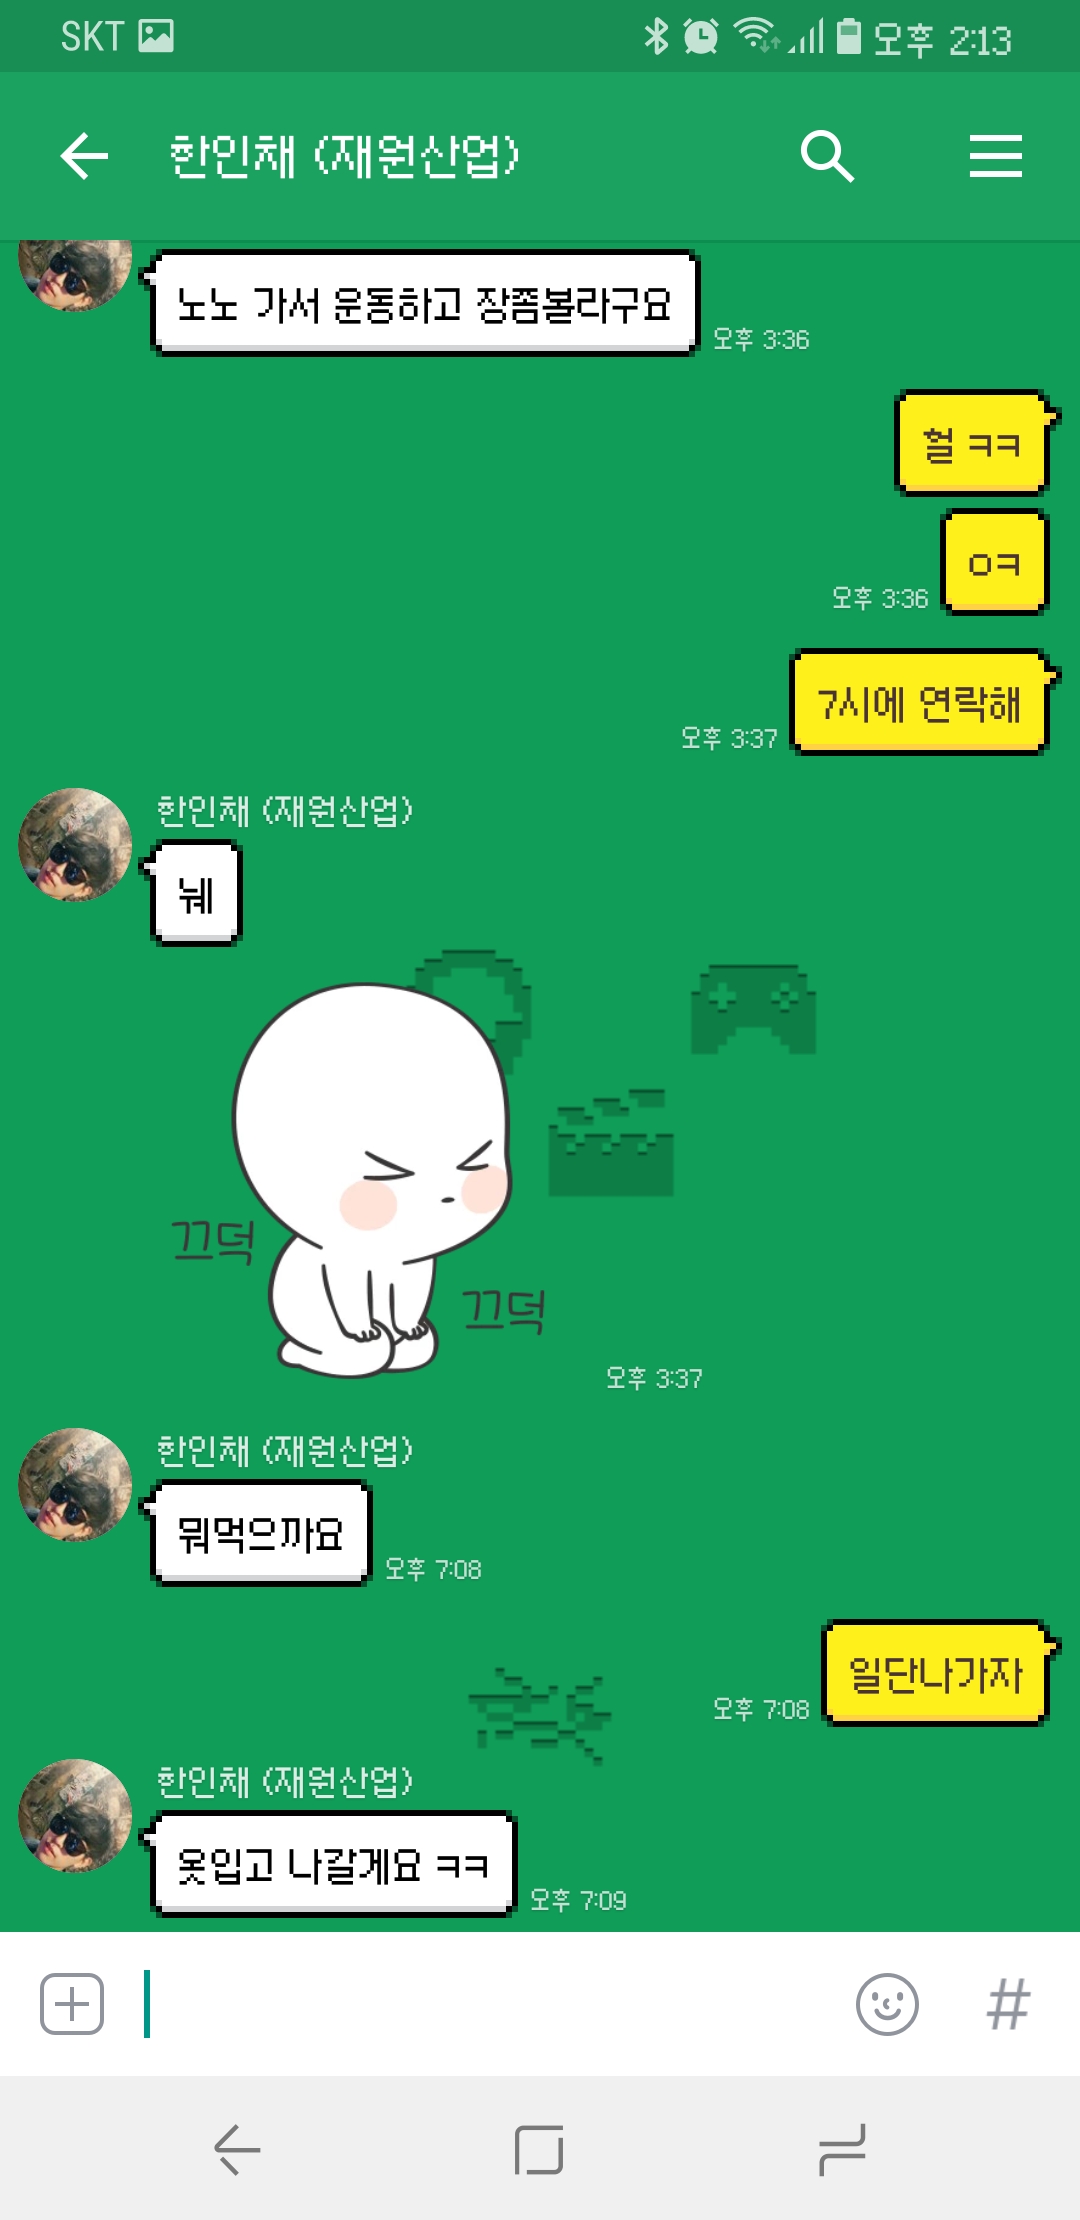 SKT 오후 2:13
한인채 (재원산업)
노노 가서 운동하고 장쫌볼라구요
오후 3:36
헐 ㅋㅋ
ㅇㅋ
오후 3:36
7시에 연락해
오후 3:37
한인채 (재원산업)
눼
끄덕
끄덕
오후 3:37
한인채 (재원산업)
뭐먹으까요
오후 7:08
일단나가자
오후 7:08
한인채 (재원산업)
옷입고 나갈게요 ㅋㅋ
오후 7:09
#